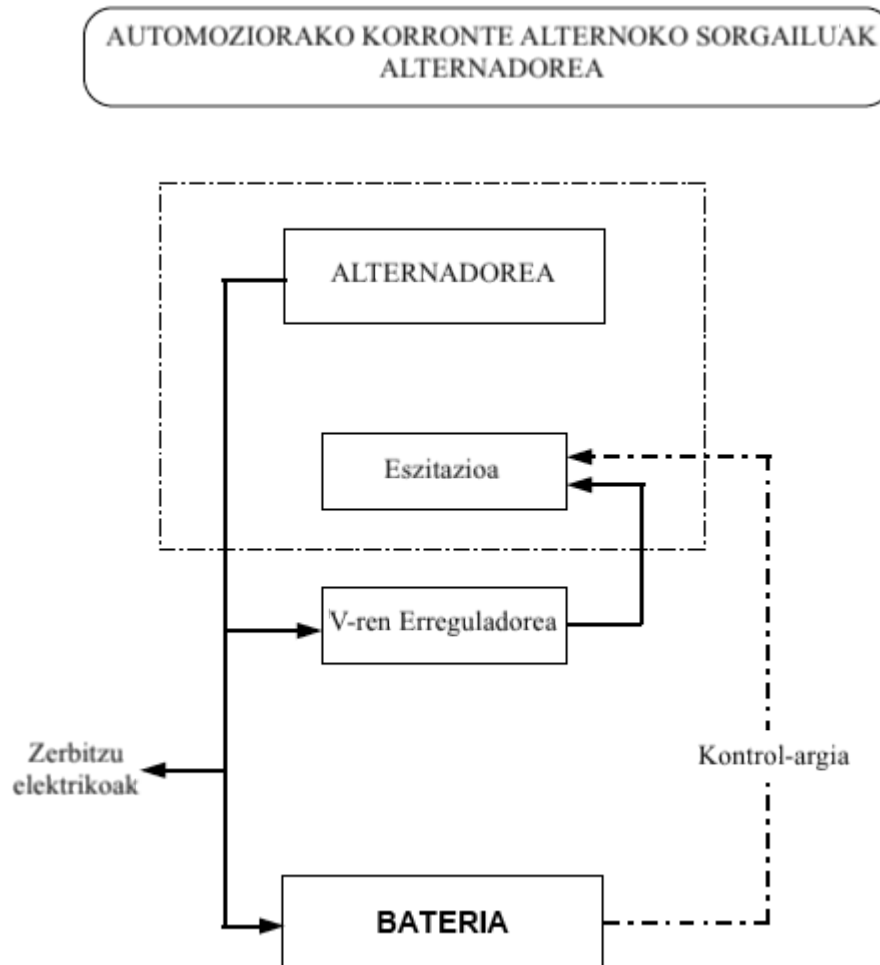 AUTOMOZIORAKO KORRONTE ALTERNOKO SORGAILUAK
ALTERNADOREA
ALTERNADOREA
Eszitazioa
V-ren Erreguladorea
Zerbitzu
elektrikoak
Kontrol-argia
BATERIA